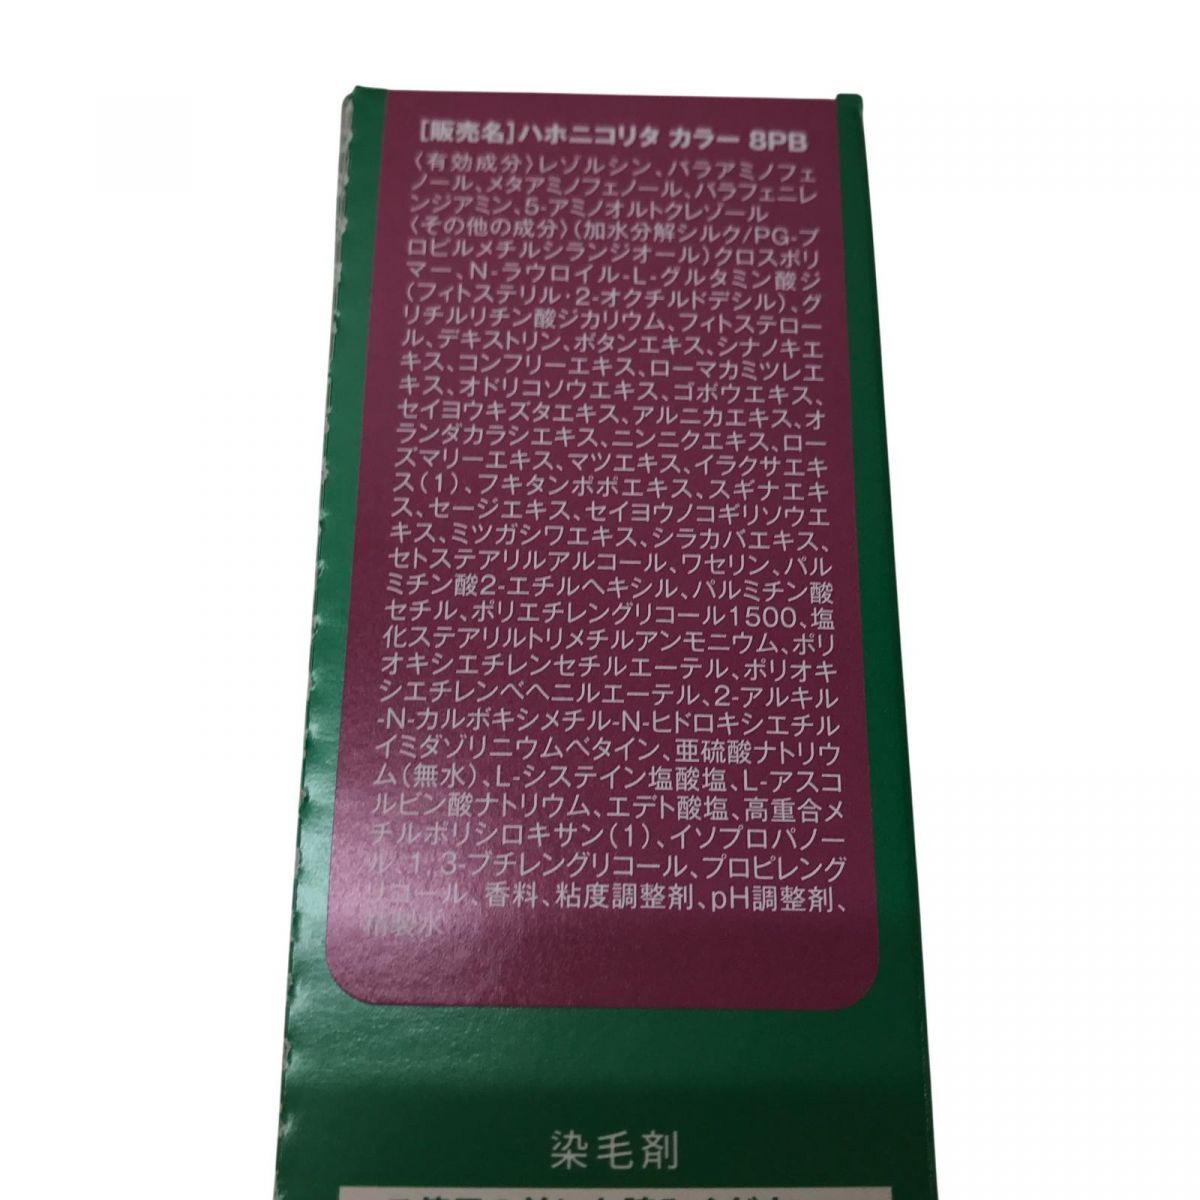 [販売名]ハホニコリタ カラー 8PB
〈有効成分〉レゾルシン、パラアミノフェ
ノール、メタアミノフェノール、パラフェニレ
ンジアミン、5-アミノオルトクレゾール
〈その他の成分〉(加水分解シルク/PG-プ
ロピルメチルシランジオール)クロスポリ
マー、N-ラウロイル-L-グルタミン酸ジ
(フィトステリル・2-オクチルドデシル)、グ
リチルリチン酸ジカリウム、フィトステロー
ル、デキストリン、ボタンエキス、シナノキエ
キス、コンフリーエキス、ローマカミツレエ
キス、オドリコソウエキス、ゴボウエキス、
セイヨウキズタエキス、アルニカエキス、オ
ランダカラシエキス、ニンニクエキス、ロー
ズマリーエキス、マツエキス、イラクサエキ
ス(1)、フキタンポポエキス、スギナエキ
ス、セージエキス、セイヨウノコギリソウエ
キス、ミツガシワエキス、シラカバエキス、
セトステアリルアルコール、ワセリン、パル
ミチン酸2-エチルヘキシル、パルミチン酸
セチル、ポリエチレングリコール1500、塩
化ステアリルトリメチルアンモニウム、ポリ
オキシエチレンセチルエーテル、ポリオキ
シエチレンベヘニルエーテル、2-アルキル
-N-カルボキシメチル-N-ヒドロキシエチル
イミダゾリニウムベタイン、亜硫酸ナトリウ
ム(無水)、L-システイン塩酸塩、L-アスコ
ルビン酸ナトリウム、エデト酸塩、高重合メ
チルポリシロキサン(1)、イソプロパノー
ル、1,3-ブチレングリコール、プロピレング
リコール、香料、粘度調整剤、pH調整剤、
精製水
染毛剤